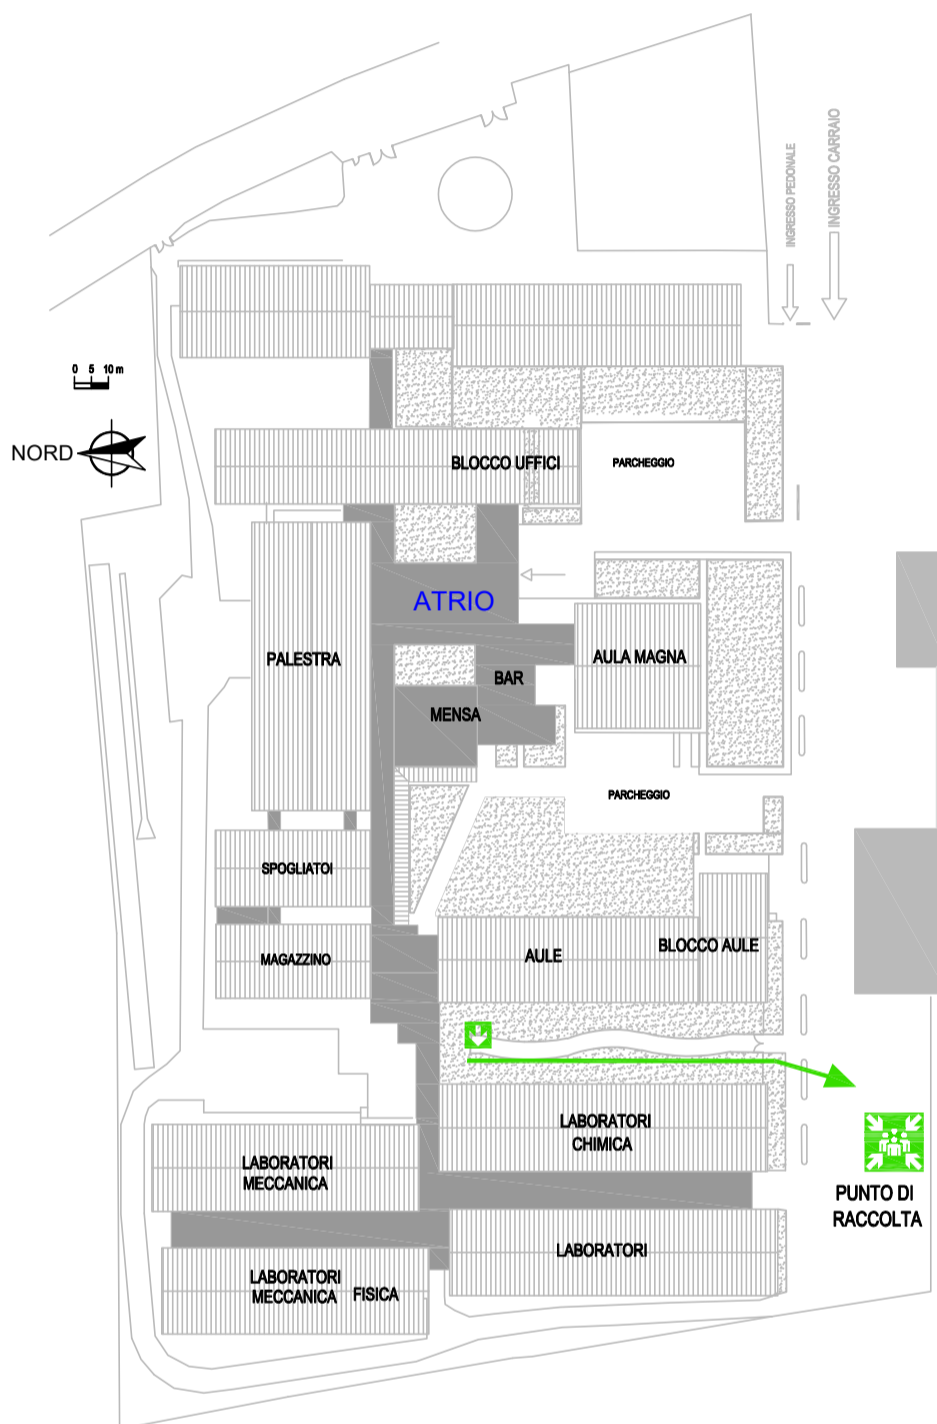 INGRESSO PEDONALE
INGRESSO CARRAIO
0 5 10 m
NORD
BLOCCO UFFICI
PARCHEGGIO
ATRIO
PALESTRA
AULA MAGNA
BAR
MENSA
PARCHEGGIO
SPOGLIATOI
AULE
BLOCCO AULE
MAGAZZINO
LABORATORI
CHIMICA
LABORATORI
MECCANICA
PUNTO DI
RACCOLTA
LABORATORI
LABORATORI
MECCANICA FISICA